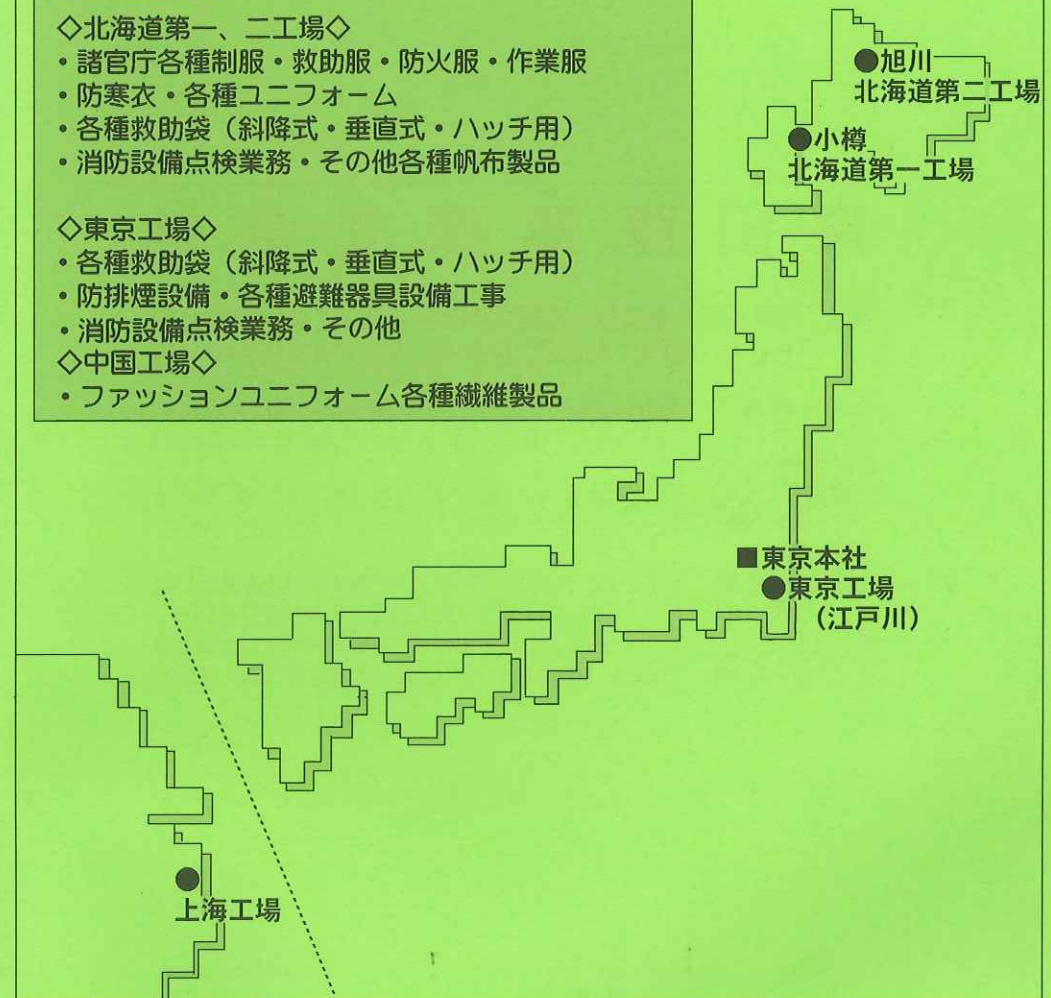 ◇北海道第一、二工場◇
・諸官庁各種制服・救助服・防火服・作業服
・防寒衣・各種ユニフォーム
・各種救助袋（斜降式・垂直式・ハッチ用）
・消防設備点検業務・その他各種帆布製品
◇東京工場◇
・各種救助袋（斜降式・垂直式・ハッチ用）
・防排煙設備・各種避難器具設備工事
・消防設備点検業務・その他
◇中国工場◇
・ファッションユニフォーム各種繊維製品
●旭川
北海道第二工場
●小樽
北海道第一工場
■東京本社
●東京工場
（江戸川）
●
上海工場